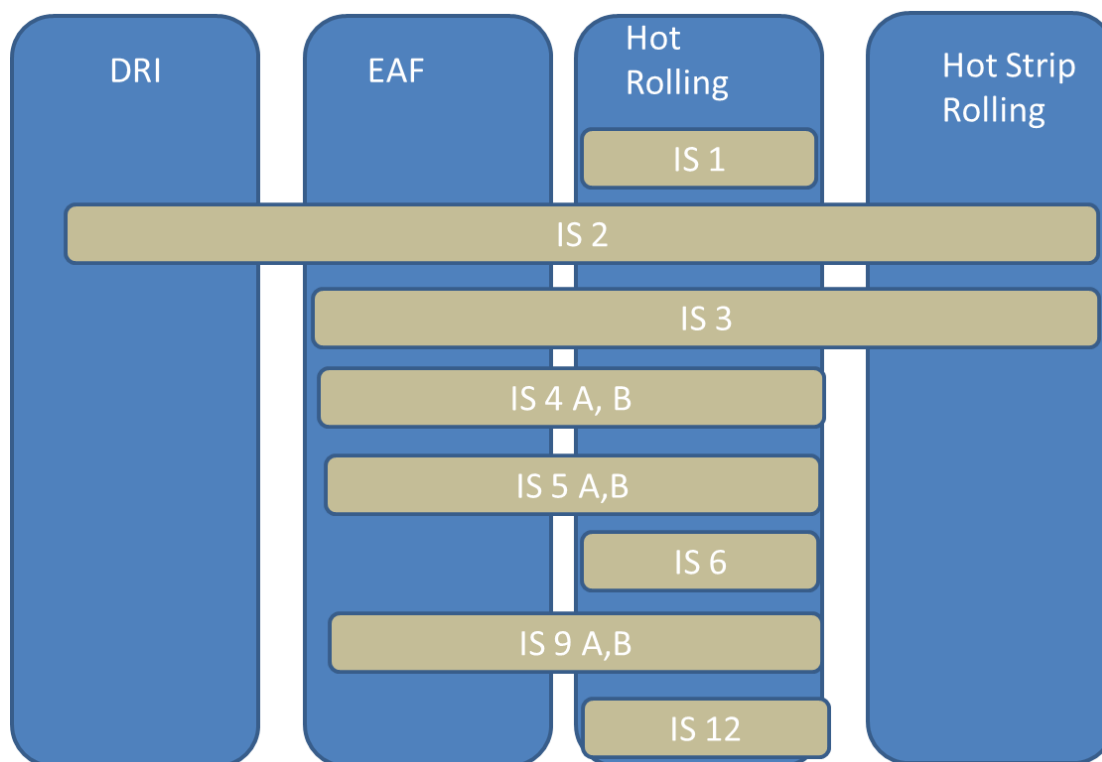 DRI
EAF
Hot
Rolling
Hot Strip
Rolling
IS 1
IS 2
IS 3
IS 4 A, B
IS 5 A,B
IS 6
IS 9 A,B
IS 12